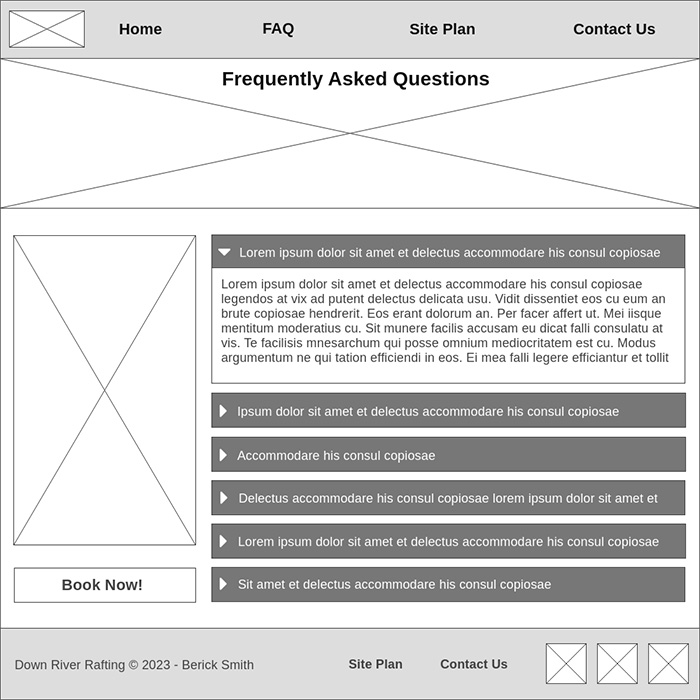 Home FAQ Site Plan Contact Us
Frequently Asked Questions
Lorem ipsum dolor sit amet et delectus accommodare his consul copiosae
Lorem ipsum dolor sit amet et delectus accommodare his consul copiosae
legendos at vix ad putent delectus delicata usu. Vidit dissentiet eos cu eum an
brute copiosae hendrerit. Eos erant dolorum an. Per facer affert ut. Mei iisque
mentitum moderatius cu. Sit munere facilis accusam eu dicat falli consulatu at
vis. Te facilisis mnesarchum qui posse omnium mediocritatem est cu. Modus
argumentum ne qui tation efficiendi in eos. Ei mea falli legere efficiantur et tollit
Ipsum dolor sit amet et delectus accommodare his consul copiosae
Accommodare his consul copiosae
Delectus accommodare his consul copiosae lorem ipsum dolor sit amet et
Lorem ipsum dolor sit amet et delectus accommodare his consul copiosae
Sit amet et delectus accommodare his consul copiosae
Book Now!
Down River Rafting © 2023 - Berick Smith Site Plan Contact Us